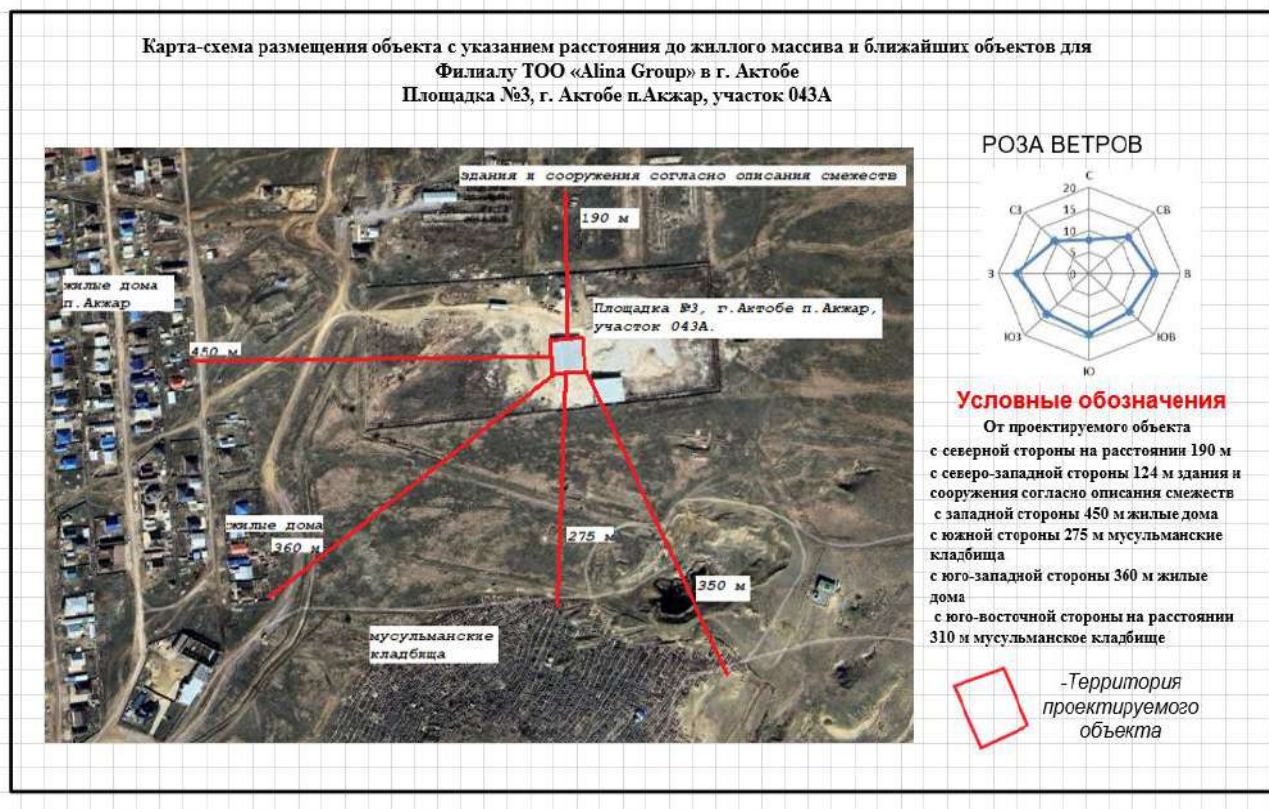 Карта-схема размещения объекта с указанием расстояния до жиллого массива и ближайших объектов для
Филиалу ТОО «Alina Group» в г. Актобе
Площадка №3, г. Актобе п.Акжар, участок 043А
здания и сооружения согласно описания смежеств
190 м
жилые дома
п.Акжар
Площадка №3, г.Актобе п.Акжар,
участок 043А.
450 м
жилые дома
360 м
275 м
350 м
мусульманские
кладбища
РОЗА ВЕТРОВ
С
СВ
В
ЮВ
Ю
ЮЗ
З
СЗ
20
15
10
5
0
Условные обозначения
От проектируемого объекта
с северной стороны на расстоянии 190 м
с северо-западной стороны 124 м здания и
сооружения согласно описания смежеств
с западной стороны 450 м жилые дома
с южной стороны 275 м мусульманские
кладбища
с юго-западной стороны 360 м жилые
дома
с юго-восточной стороны на расстоянии
310 м мусульманское кладбище
-Территория
проектируемого
объекта